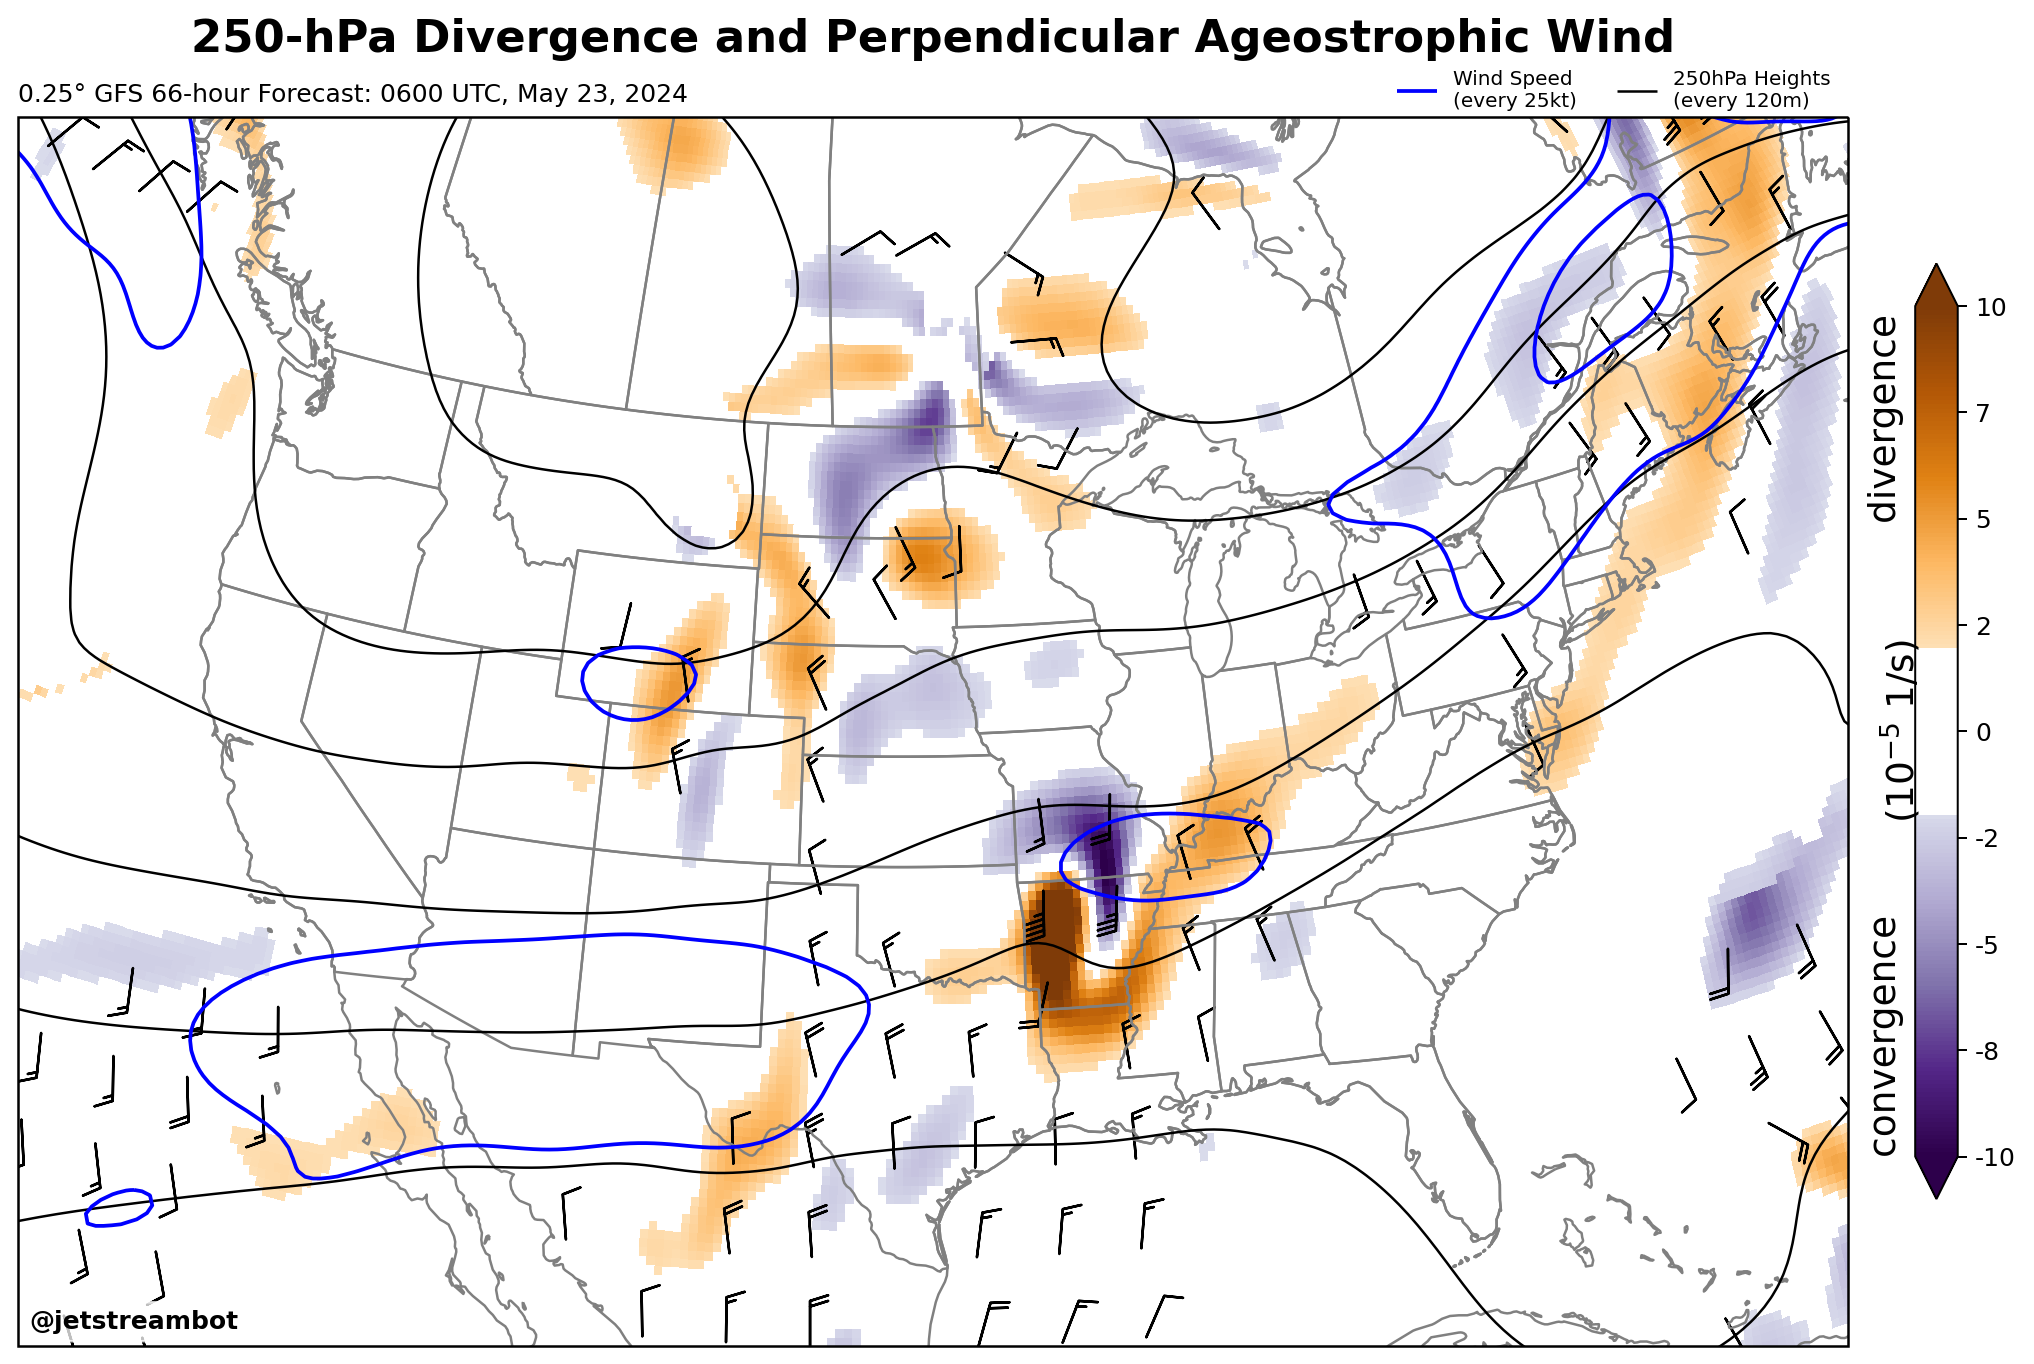 250-hPa Divergence and Perpendicular Ageostrophic Wind
0.25° GFS 66-hour Forecast: 0600 UTC, May 23, 2024
Wind Speed
(every 25kt)
250hPa Heights
(every 120m)
10
7
5
2
0
-2
-5
-8
-10
convergence (10⁻⁵ 1/s) divergence
@jetstreambot